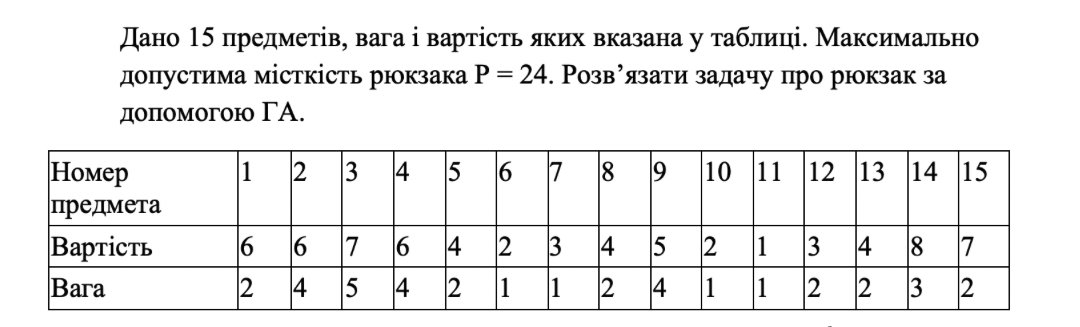 Дано 15 предметів, вага і вартість яких вказана у таблиці. Максимально
допустима місткість рюкзака P = 24. Розв’язати задачу про рюкзак за
допомогою ГА.
Номер предмета 1 2 3 4 5 6 7 8 9 10 11 12 13 14 15
Вартість 6 6 7 6 4 2 3 4 5 2 1 3 4 8 7
Вага 2 4 5 4 2 1 1 2 4 1 1 2 2 3 2